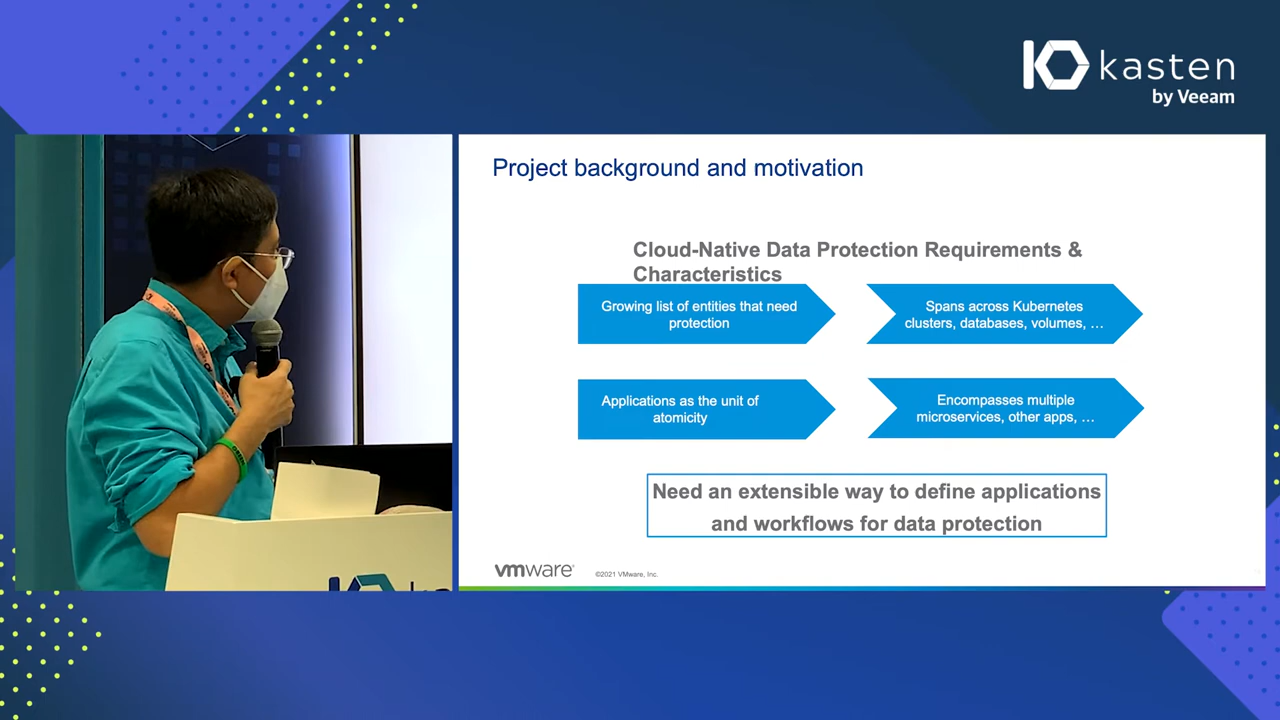 kasten
by Veeam
Project background and motivation
Cloud-Native Data Protection Requirements &
Characteristics
Growing list of entities that need
protection
Spans across Kubernetes
clusters, databases, volumes, …
Applications as the unit of
atomicity
Encompasses multiple
microservices, other apps, …
Need an extensible way to define applications
and workflows for data protection
vmware®
©2021 VMware, Inc.